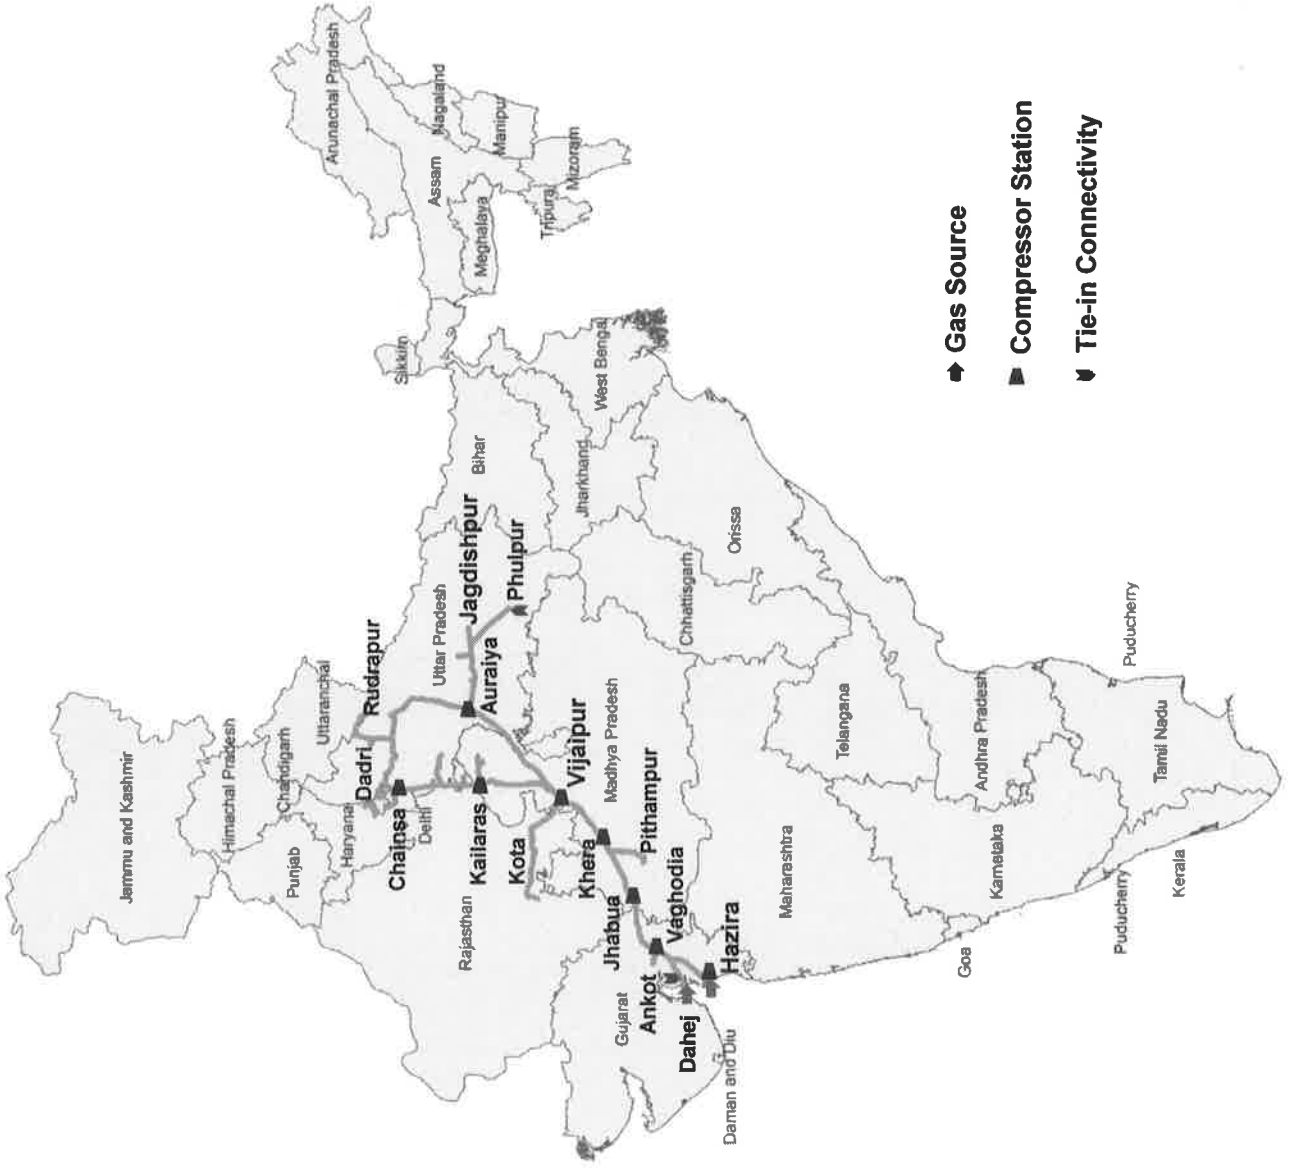 Jammu and Kashmir
Himachal Pradesh
Chandigarh
Punjab
Uttaranchal
Haryana
Delhi
Rajasthan
Uttar Pradesh
Bihar
Sikkim
Arunachal Pradesh
Assam
Nagaland
Manipur
Meghalaya
Mizoram
Tripura
West Bengal
Jharkhand
Orissa
Chhattisgarh
Madhya Pradesh
Gujarat
Daman and Diu
Maharashtra
Telangana
Andhra Pradesh
Karnataka
Goa
Puducherry
Puducherry
Kerala
Tamil Nadu
Rudrapur
Dadri
Chainsa
Kailaras
Kota
Jagdishpur
Phulpur
Auraiya
Vijaipur
Khera
Pithampur
Jhabua
Vaghodia
Ankot
Dahej
Hazira
Gas Source
Compressor Station
Tie-in Connectivity